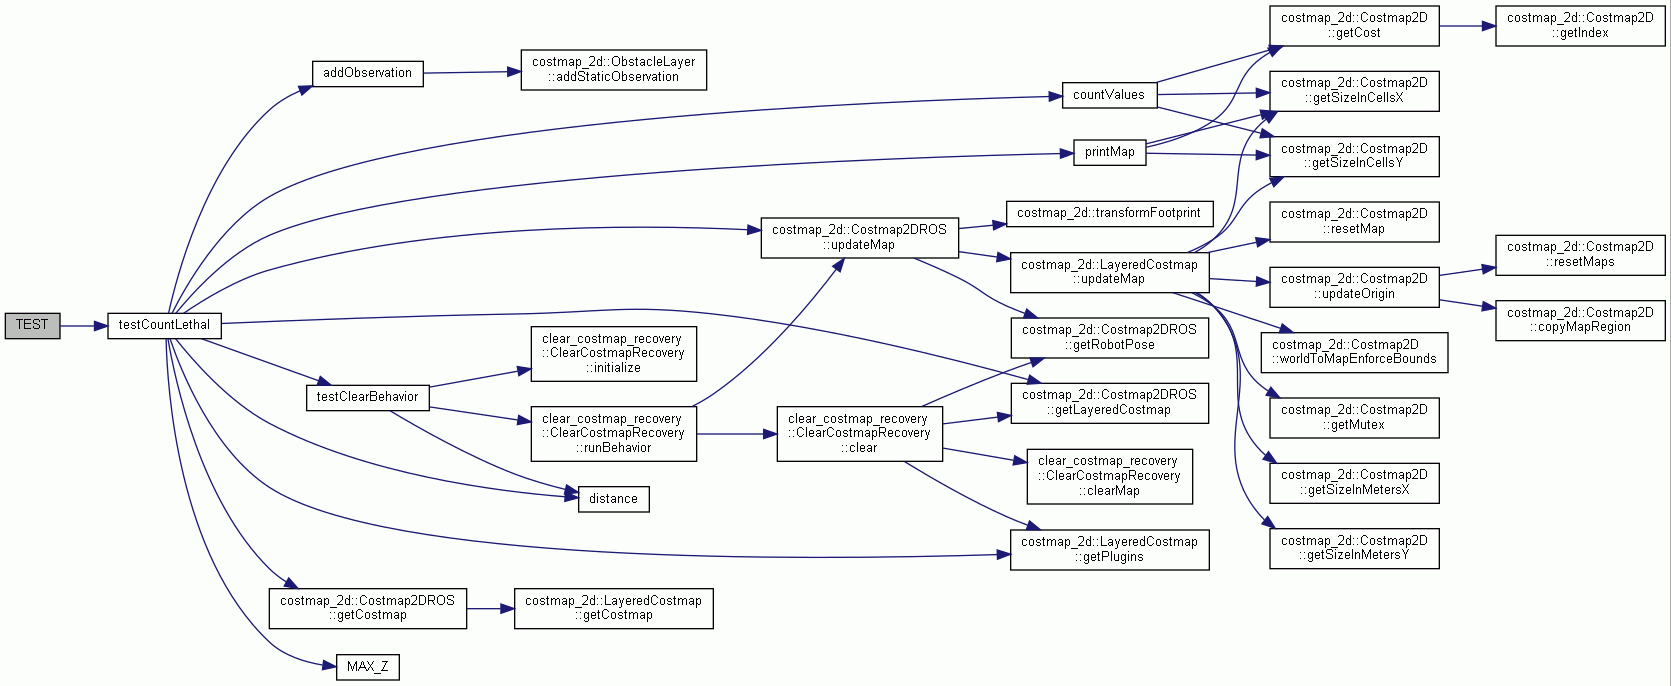 TEST
testCountLethal
addObservation
costmap_2d::ObstacleLayer
::addStaticObservation
countValues
printMap
costmap_2d::Costmap2D
::getCost
costmap_2d::Costmap2D
::getIndex
costmap_2d::Costmap2D
::getSizeInCellsX
costmap_2d::Costmap2D
::getSizeInCellsY
costmap_2d::Costmap2DROS
::updateMap
costmap_2d::transformFootprint
costmap_2d::LayeredCostmap
::updateMap
costmap_2d::Costmap2D
::resetMap
costmap_2d::Costmap2D
::updateOrigin
costmap_2d::Costmap2D
::resetMaps
costmap_2d::Costmap2D
::copyMapRegion
costmap_2d::Costmap2D
::worldToMapEnforceBounds
costmap_2d::Costmap2D
::getMutex
costmap_2d::Costmap2D
::getSizeInMetersX
costmap_2d::Costmap2D
::getSizeInMetersY
costmap_2d::Costmap2DROS
::getRobotPose
costmap_2d::Costmap2DROS
::getLayeredCostmap
testClearBehavior
clear_costmap_recovery
::ClearCostmapRecovery
::initialize
clear_costmap_recovery
::ClearCostmapRecovery
::runBehavior
clear_costmap_recovery
::ClearCostmapRecovery
::clear
clear_costmap_recovery
::ClearCostmapRecovery
::clearMap
distance
costmap_2d::LayeredCostmap
::getPlugins
costmap_2d::Costmap2DROS
::getCostmap
costmap_2d::LayeredCostmap
::getCostmap
MAX_Z